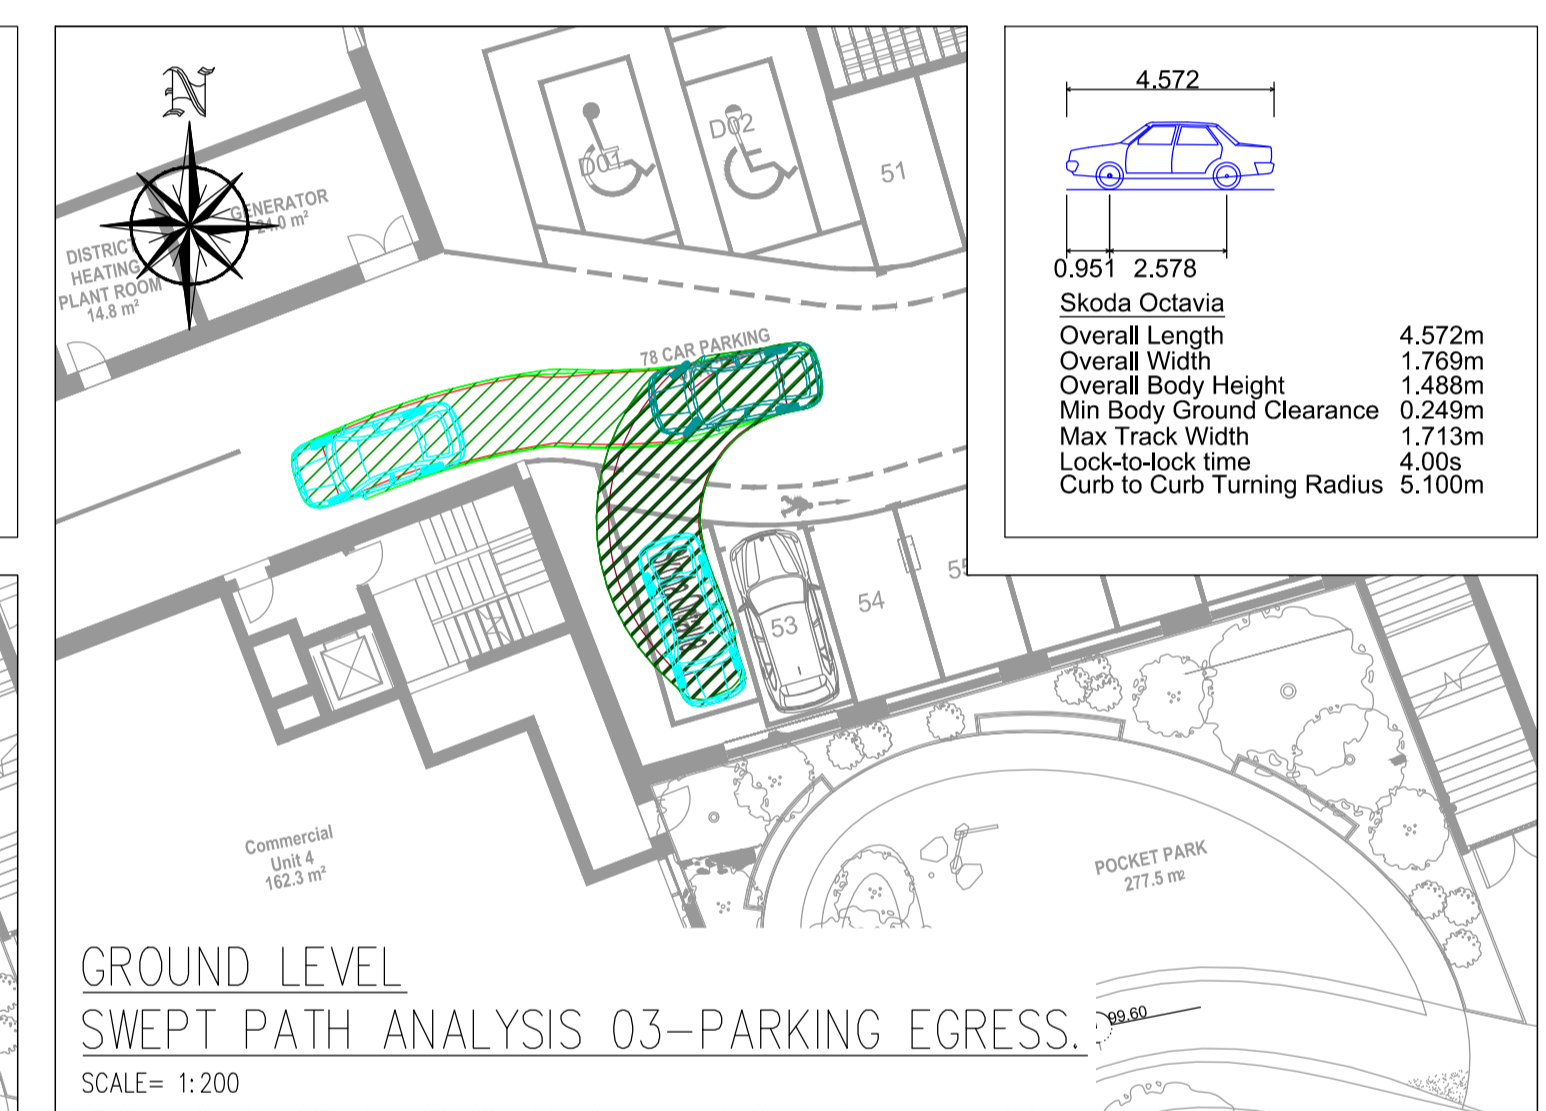 N
GENERATOR
24.0 m²
DISTRICT
HEATING
PLANT ROOM
14.8 m²
D01
D02
51
78 CAR PARKING
53
54
55
Commercial
Unit 4
162.3 m²
POCKET PARK
277.5 m²
99.60
4.572
0.951 2.578
Skoda Octavia
Overall Length 4.572m
Overall Width 1.769m
Overall Body Height 1.488m
Min Body Ground Clearance 0.249m
Max Track Width 1.713m
Lock-to-lock time 4.00s
Curb to Curb Turning Radius 5.100m
GROUND LEVEL
SWEPT PATH ANALYSIS 03-PARKING EGRESS.
SCALE= 1:200